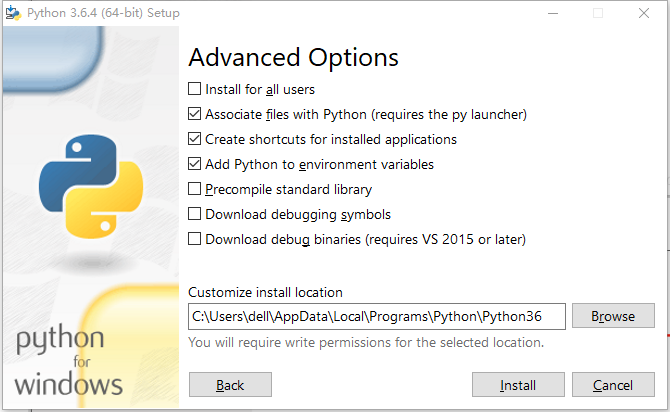 Python 3.6.4 (64-bit) Setup
Advanced Options
Install for all users
Associate files with Python (requires the py launcher)
Create shortcuts for installed applications
Add Python to environment variables
Precompile standard library
Download debugging symbols
Download debug binaries (requires VS 2015 or later)
Customize install location
C:\Users\dell\AppData\Local\Programs\Python\Python36
Browse
You will require write permissions for the selected location.
python
for
windows
Back
Install
Cancel